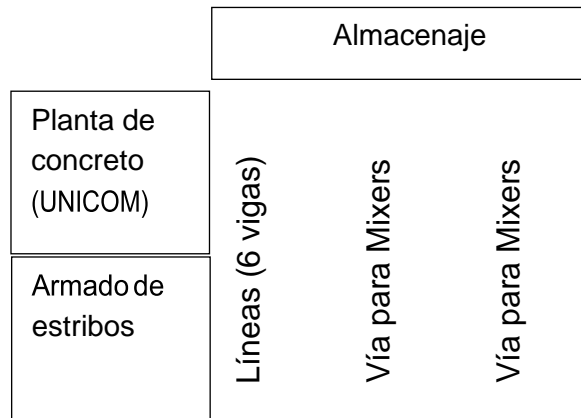 Almacenaje
Planta de
concreto
(UNICOM)
Armado de
estribos
Líneas (6 vigas)
Vía para Mixers
Vía para Mixers